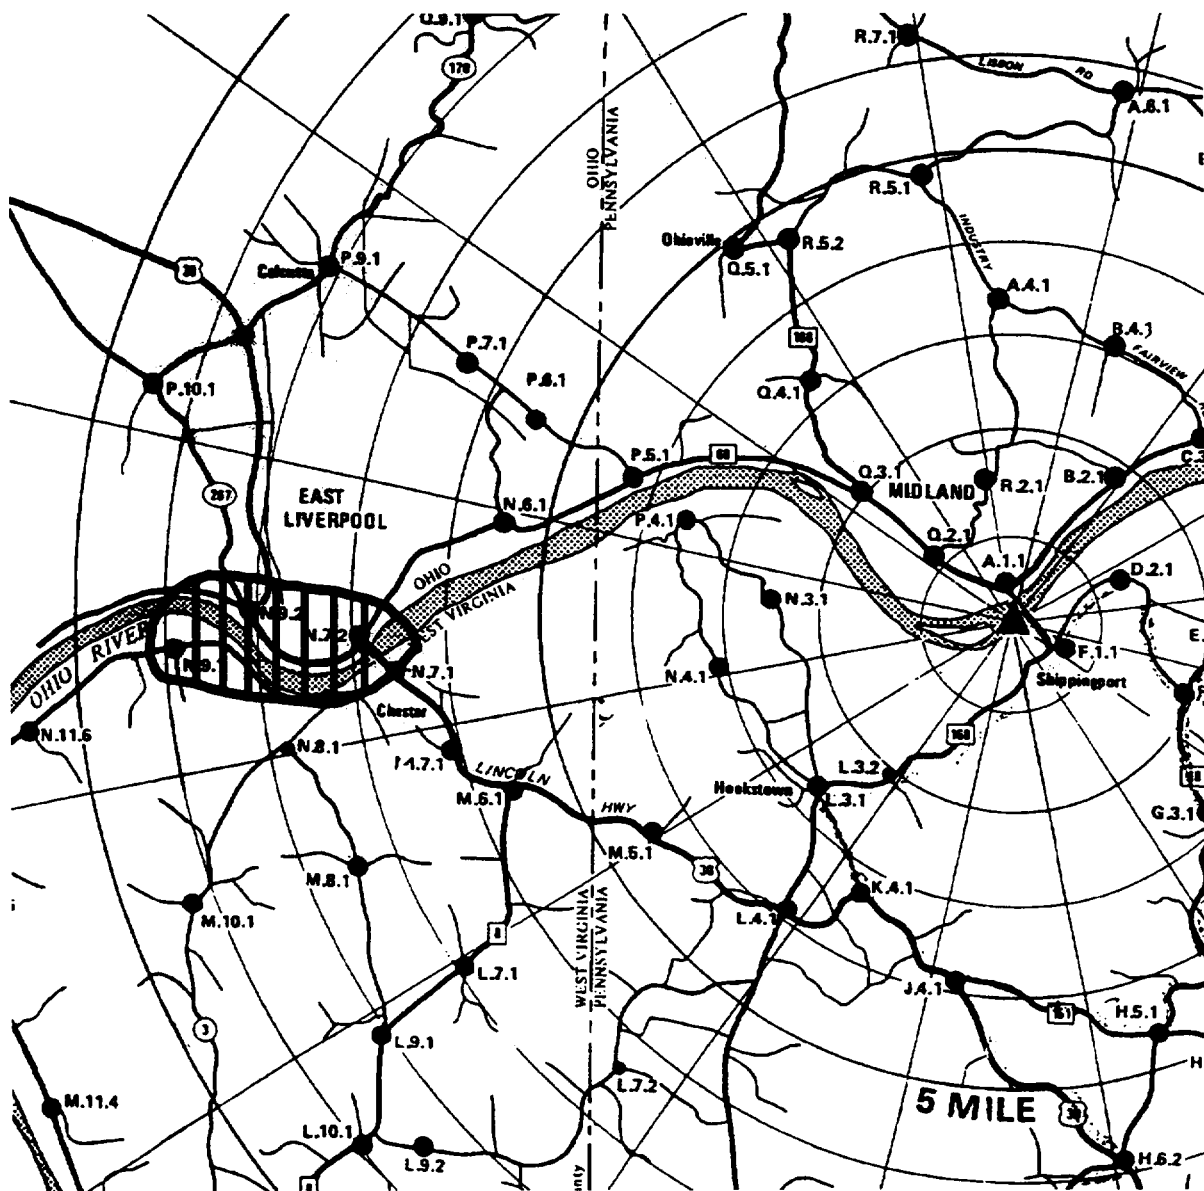 Q.9.1
R.7.1
LISBON RD
170
A.6.1
OHIO
PENNSYLVANIA
R.5.1
INDUSTRY
Ohioville
R.5.2
Q.5.1
P.9.1
Calcutta
A.4.1
B.4.1
FAIRVIEW
168
P.7.1
P.6.1
Q.4.1
P.10.1
P.5.1
68
Q.3.1
MIDLAND
R.2.1
B.2.1
267
EAST
LIVERPOOL
N.6.1
P.4.1
Q.2.1
A.1.1
D.2.1
OHIO
WEST VIRGINIA
N.9.2
N.3.1
N.7.2
OHIO RIVER
N.7.1
F.1.1
E.
N.4.1
Shippingport
N.11.6
Chester
N.8.1
168
M.7.1
LINCOLN
HWY
L.3.2
Hookstown
L.3.1
M.6.1
G.3.1
M.5.1
30
M.8.1
K.4.1
M.10.1
L.4.1
8
WEST VIRGINIA
PENNSYLVANIA
L.7.1
J.4.1
151
H.5.1
3
L.9.1
H
L.7.2
5 MILE
30
M.11.4
L.10.1
L.9.2
H.6.2
8